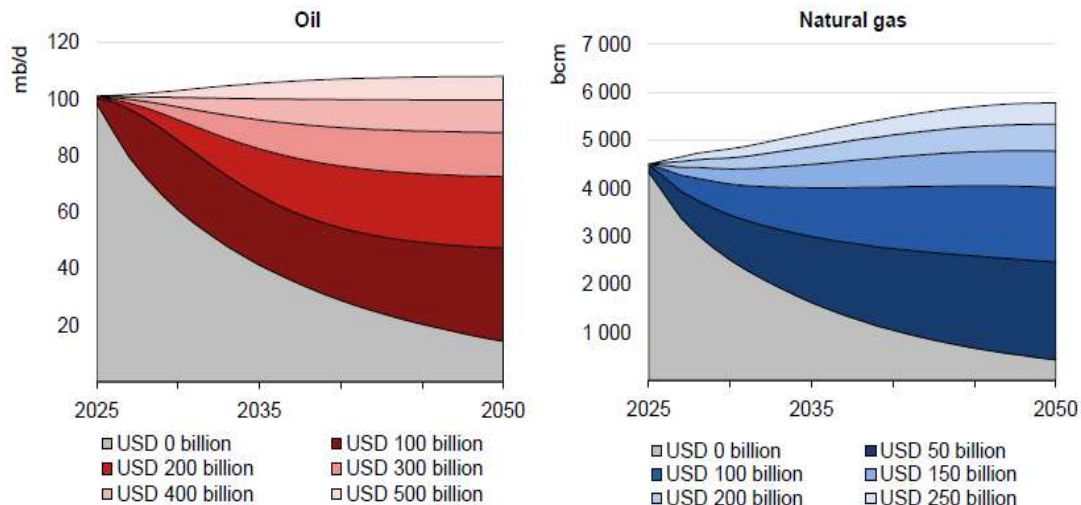 Oil
mb/d
120
100
80
60
40
20
2025 2035 2050
USD 0 billion USD 100 billion
USD 200 billion USD 300 billion
USD 400 billion USD 500 billion
Natural gas
bcm
7 000
6 000
5 000
4 000
3 000
2 000
1 000
2025 2035 2050
USD 0 billion USD 50 billion
USD 100 billion USD 150 billion
USD 200 billion USD 250 billion